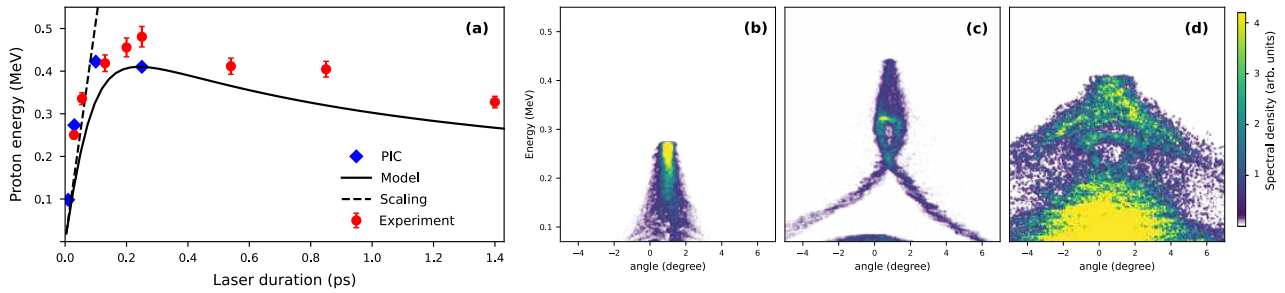 (a)
0.5
0.4
0.3
0.2
0.1
Proton energy (MeV)
PIC
Model
Scaling
Experiment
0.0 0.2 0.4 0.6 0.8 1.0 1.2 1.4
Laser duration (ps)
(b)
0.5
0.4
0.3
0.2
0.1
Energy (MeV)
−4 −2 0 2 4 6
angle (degree)
(c)
−4 −2 0 2 4 6
angle (degree)
(d)
−4 −2 0 2 4 6
angle (degree)
4
3
2
1
Spectral density (arb. units)